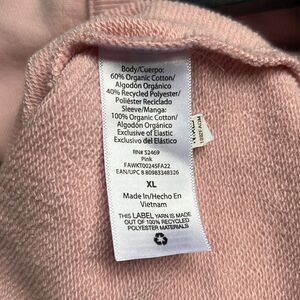 Body/Cuerpo:
60% Organic Cotton/
Algodón Orgánico
40% Recycled Polyester/
Poliéster Reciclado
Sleeve/Manga:
100% Organic Cotton/
Algodón Orgánico
Exclusive of Elastic
Exclusivo del Elástico
RN# 52469
Pink
FAWKT00245FA22
EAN/UPC 8 80983348326
XL
Made In/Hecho En
Vietnam
THIS LABEL YARN IS MADE
OUT OF 100% RECYCLED
POLYESTER MATERIALS